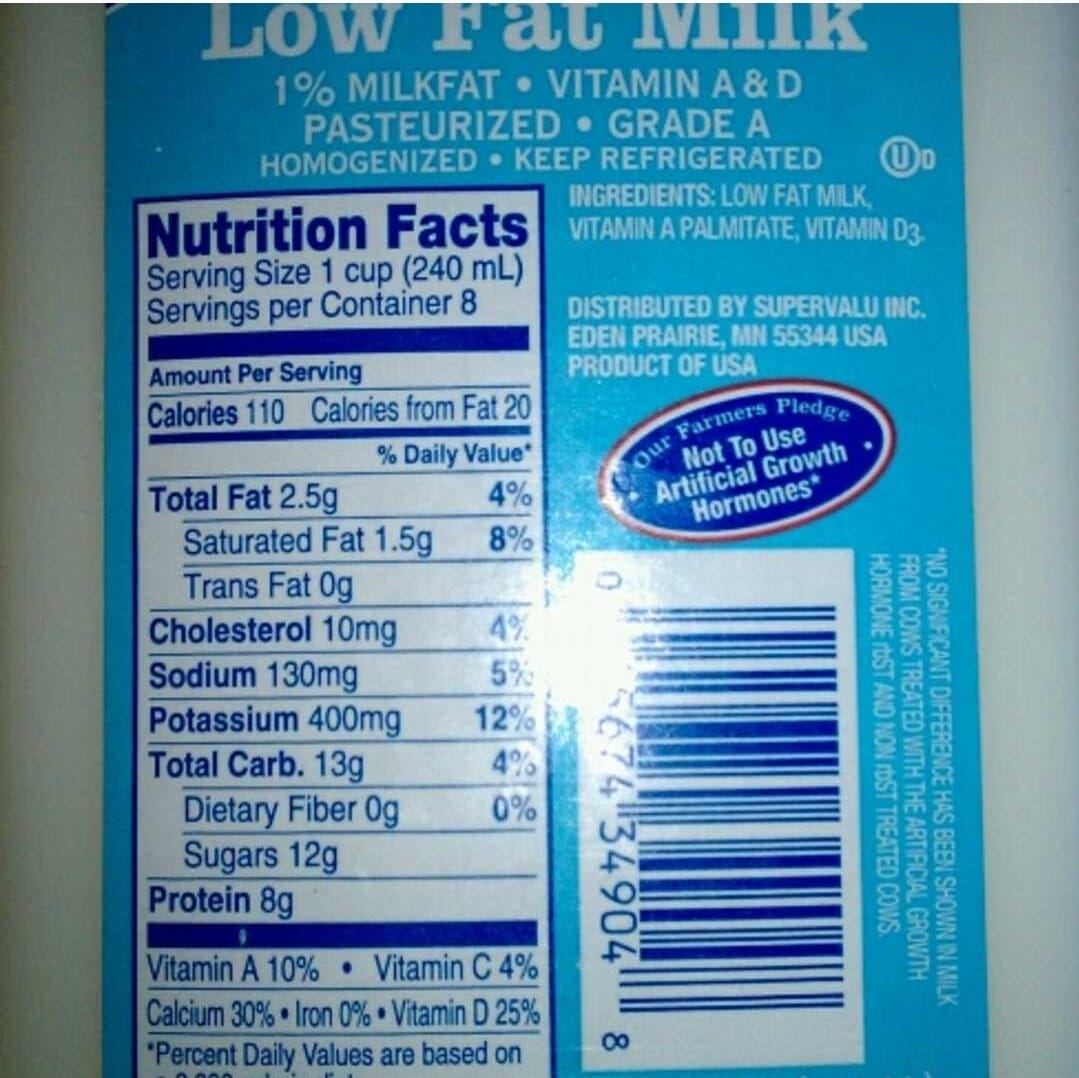 Low Fat Milk
1% MILKFAT • VITAMIN A & D
PASTEURIZED • GRADE A
HOMOGENIZED • KEEP REFRIGERATED
UD
Nutrition Facts
Serving Size 1 cup (240 mL)
Servings per Container 8
Amount Per Serving
Calories 110 Calories from Fat 20
% Daily Value*
Total Fat 2.5g 4%
Saturated Fat 1.5g 8%
Trans Fat 0g
Cholesterol 10mg 4%
Sodium 130mg 5%
Potassium 400mg 12%
Total Carb. 13g 4%
Dietary Fiber 0g 0%
Sugars 12g
Protein 8g
Vitamin A 10% • Vitamin C 4%
Calcium 30% • Iron 0% • Vitamin D 25%
*Percent Daily Values are based on
INGREDIENTS: LOW FAT MILK,
VITAMIN A PALMITATE, VITAMIN D3.
DISTRIBUTED BY SUPERVALU INC.
EDEN PRAIRIE, MN 55344 USA
PRODUCT OF USA
Our Farmers Pledge
Not To Use
Artificial Growth
Hormones*
*NO SIGNIFICANT DIFFERENCE HAS BEEN SHOWN IN MILK
FROM COWS TREATED WITH THE ARTIFICIAL GROWTH
HORMONE rbST AND NON rbST TREATED COWS.
0 34904 8